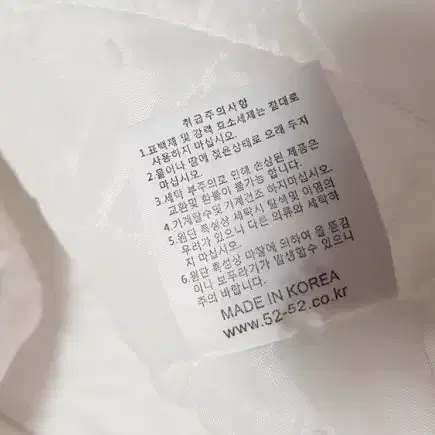 취급주의사항
1.표백재 및 강력 효소세제는 절대로
사용하지 마십시오.
2.물이나 땀에 젖은상태로 오래 두지
마십시오.
3.세탁 부주의로 인해 손상된 제품은
교환및 환불이 불가능 합니다.
4.기계탈수및기계건조 하지마십시오.
5.원단 특성상 세탁시 탈색및 이염의
우려가 있으니 다른 의류와 세탁하
지 마십시오.
6.원단 특성상 마찰에 의하여 올 뜯김
이나 보푸라기가 발생할수 있으니
주의 바랍니다.
MADE IN KOREA
www.52-52.co.kr